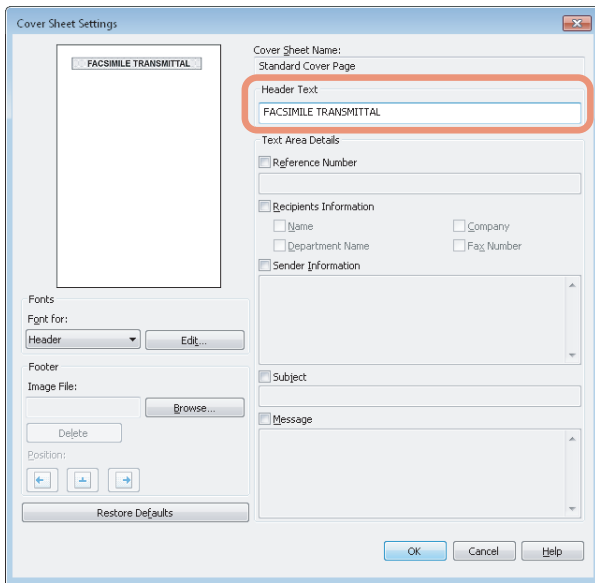 Cover Sheet Settings
FACSIMILE TRANSMITTAL
Cover Sheet Name:
Standard Cover Page
Header Text
FACSIMILE TRANSMITTAL
Text Area Details
Reference Number
Recipients Information
Name
Company
Department Name
Fax Number
Sender Information
Fonts
Font for:
Header
Edit...
Footer
Image File:
Browse...
Delete
Position:
Subject
Message
Restore Defaults
OK
Cancel
Help